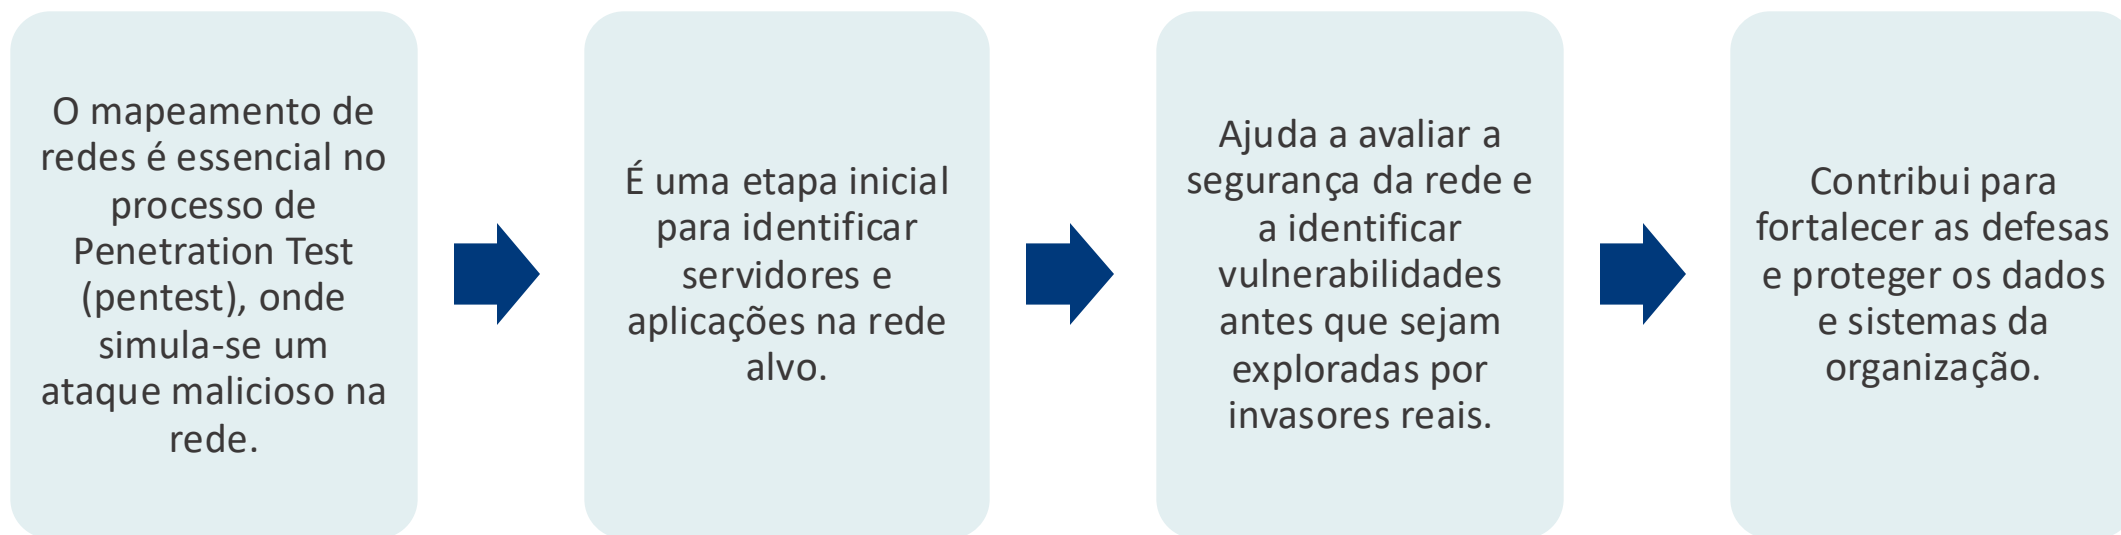 O mapeamento de
redes é essencial no
processo de
Penetration Test
(pentest), onde
simula-se um
ataque malicioso na
rede.
É uma etapa inicial
para identificar
servidores e
aplicações na rede
alvo.
Ajuda a avaliar a
segurança da rede e
a identificar
vulnerabilidades
antes que sejam
exploradas por
invasores reais.
Contribui para
fortalecer as defesas
e proteger os dados
e sistemas da
organização.